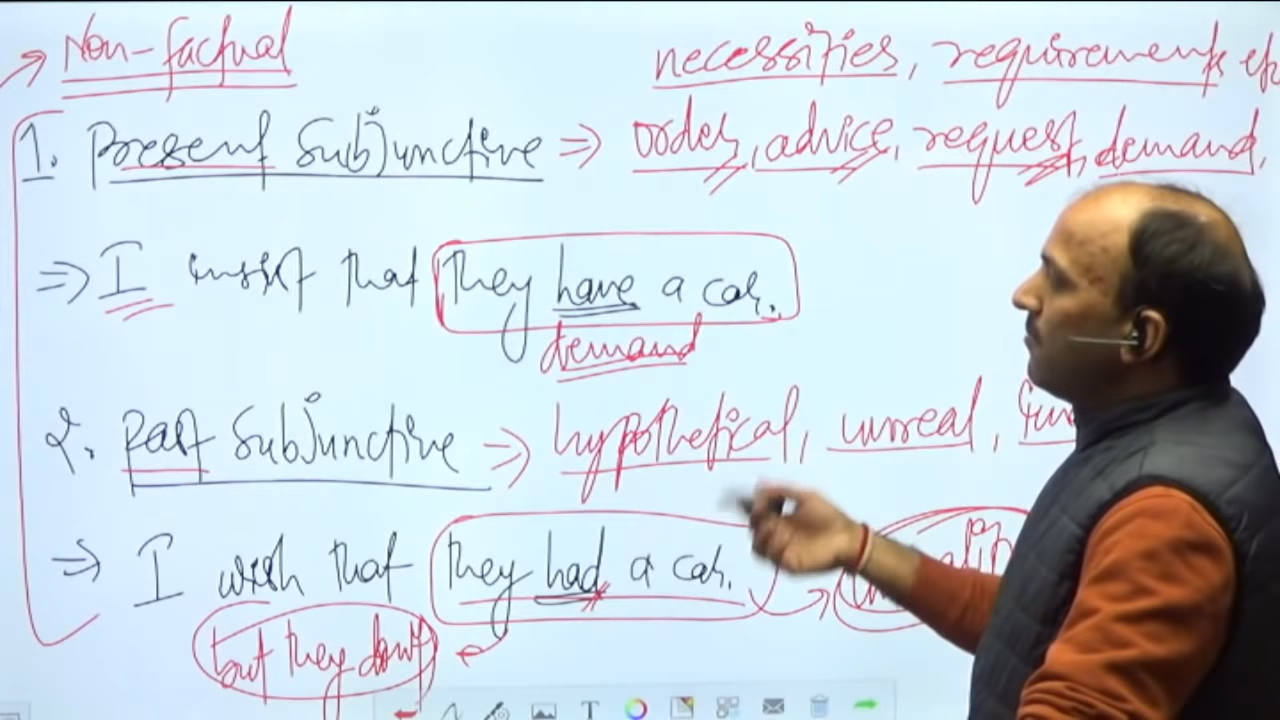 → Non-factual
necessities, requirements etc
1. Present Subjunctive ⇒ order, advice, request, demand,
⇒ I insist that they have a car.
demand
2. Past Subjunctive ⇒ hypothetical, unreal,
⇒ I wish that they had a car.
but they don't
T